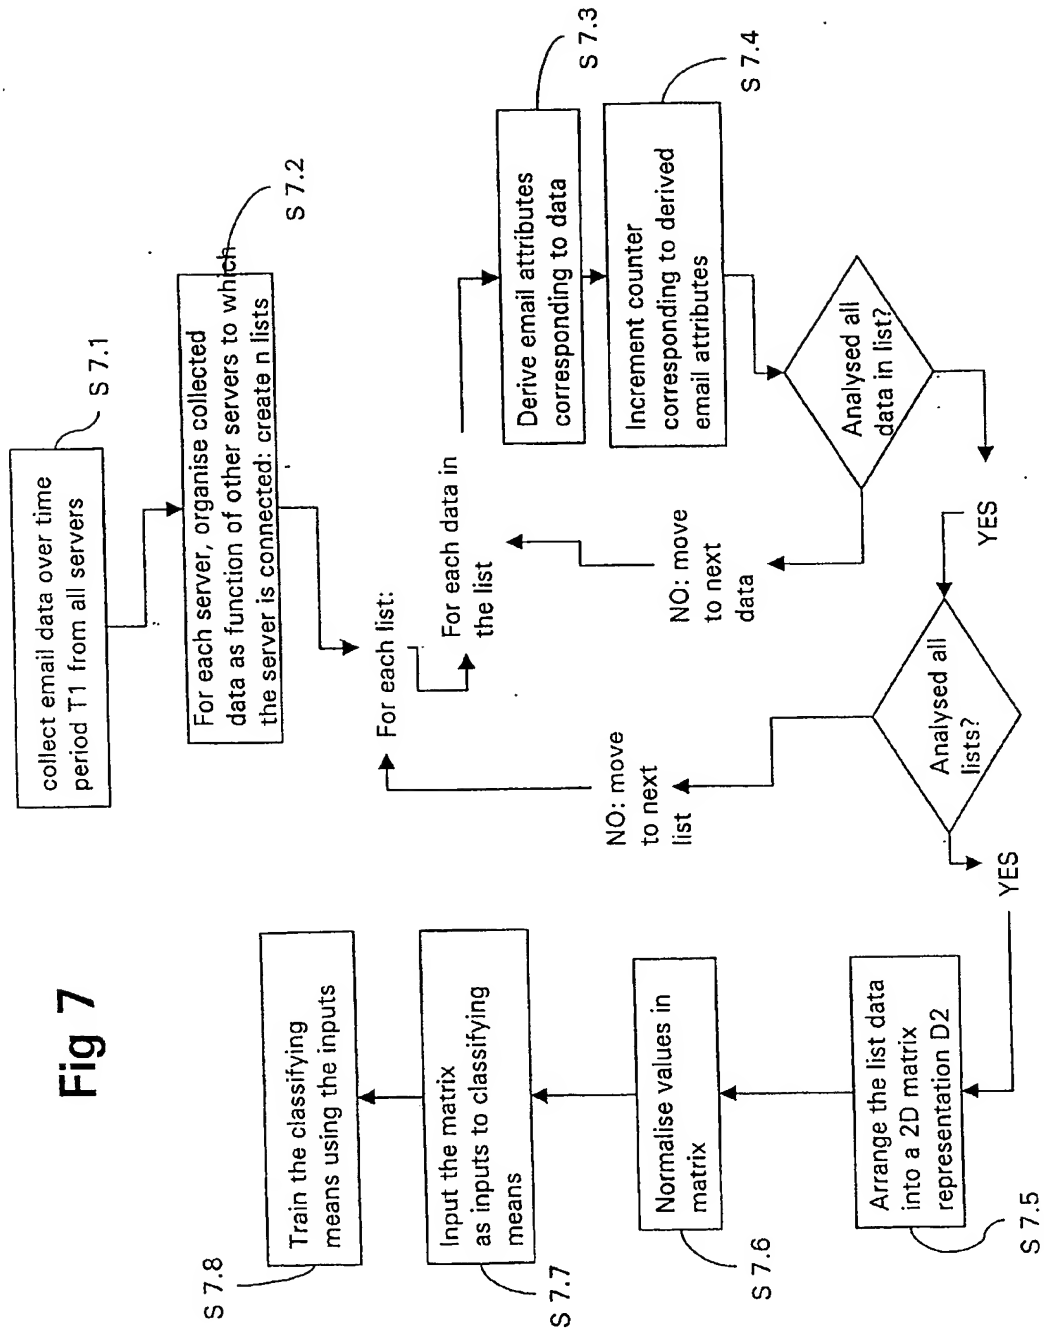 Fig 7
collect email data over time
period T1 from all servers
S 7.1
For each server, organise collected
data as function of other servers to which
the server is connected: create n lists
S 7.2
For each list:
For each data in
the list
Derive email attributes
corresponding to data
S 7.3
Increment counter
corresponding to derived
email attributes
S 7.4
Analysed all
data in list?
NO: move
to next
data
YES
Analysed all
lists?
NO: move
to next
list
YES
Arrange the list data
into a 2D matrix
representation D2
S 7.5
Normalise values in
matrix
S 7.6
Input the matrix
as inputs to classifying
means
S 7.7
Train the classifying
means using the inputs
S 7.8